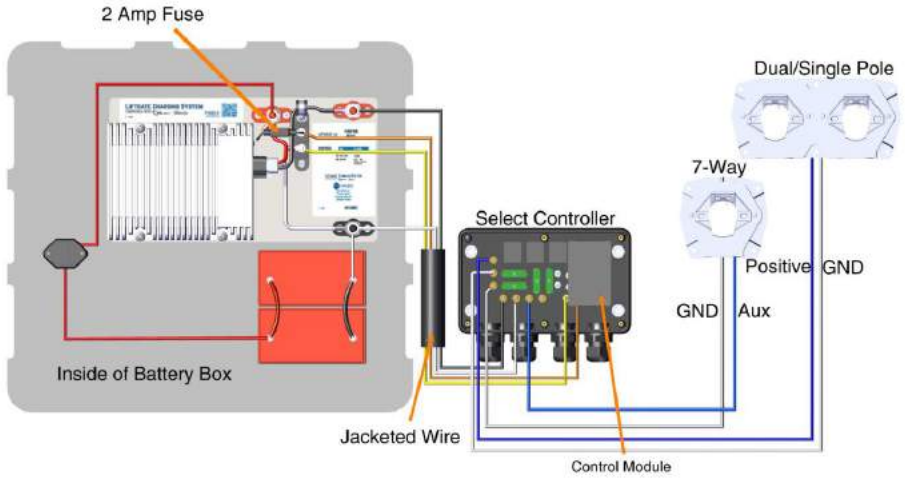 2 Amp Fuse
Dual/Single Pole
LIFTGATE CHARGING SYSTEM
7-Way
Select Controller
Positive
GND
GND
Aux
Inside of Battery Box
Jacketed Wire
Control Module